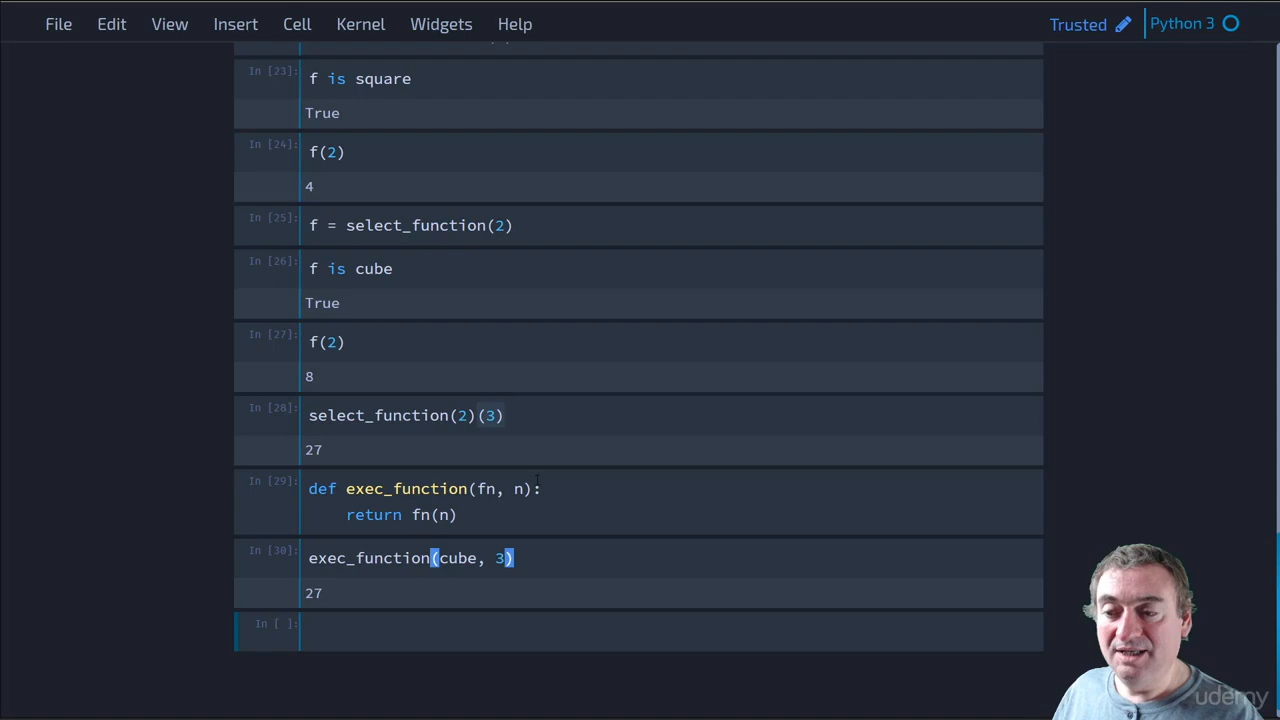 File Edit View Insert Cell Kernel Widgets Help Trusted Python 3
In [23]: f is square
True
In [24]: f(2)
4
In [25]: f = select_function(2)
In [26]: f is cube
True
In [27]: f(2)
8
In [28]: select_function(2)(3)
27
In [29]: def exec_function(fn, n):
return fn(n)
In [30]: exec_function(cube, 3)
27
In [ ]:
udemy